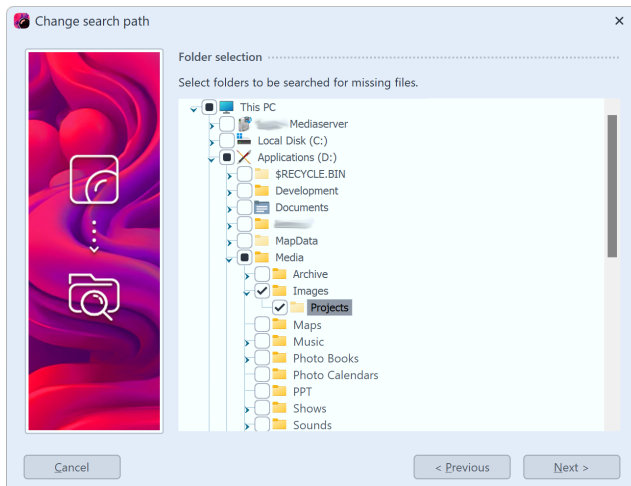 Change search path
Folder selection
Select folders to be searched for missing files.
This PC
Mediaserver
Local Disk (C:)
Applications (D:)
$RECYCLE.BIN
Development
Documents
MapData
Media
Archive
Images
Projects
Maps
Music
Photo Books
Photo Calendars
PPT
Shows
Sounds
Cancel
< Previous
Next >